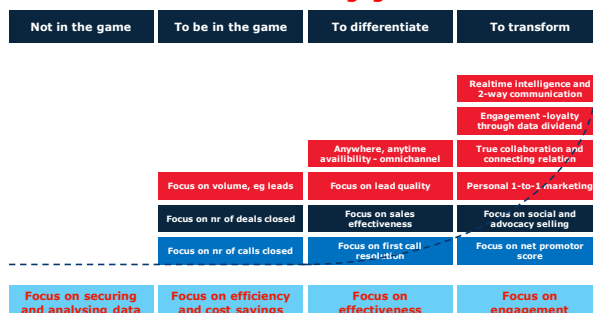 Not in the game
To be in the game
To differentiate
To transform
Realtime intelligence and
2-way communication
Engagement -loyalty
through data dividend
Anywhere, anytime
availibility - omnichannel
True collaboration and
connecting relation
Focus on volume, eg leads
Focus on lead quality
Personal 1-to-1 marketing
Focus on nr of deals closed
Focus on sales
effectiveness
Focus on social and
advocacy selling
Focus on nr of calls closed
Focus on first call
resolution
Focus on net promotor
score
Focus on securing
and analysing data
Focus on efficiency
and cost savings
Focus on
effectiveness
Focus on
engagement